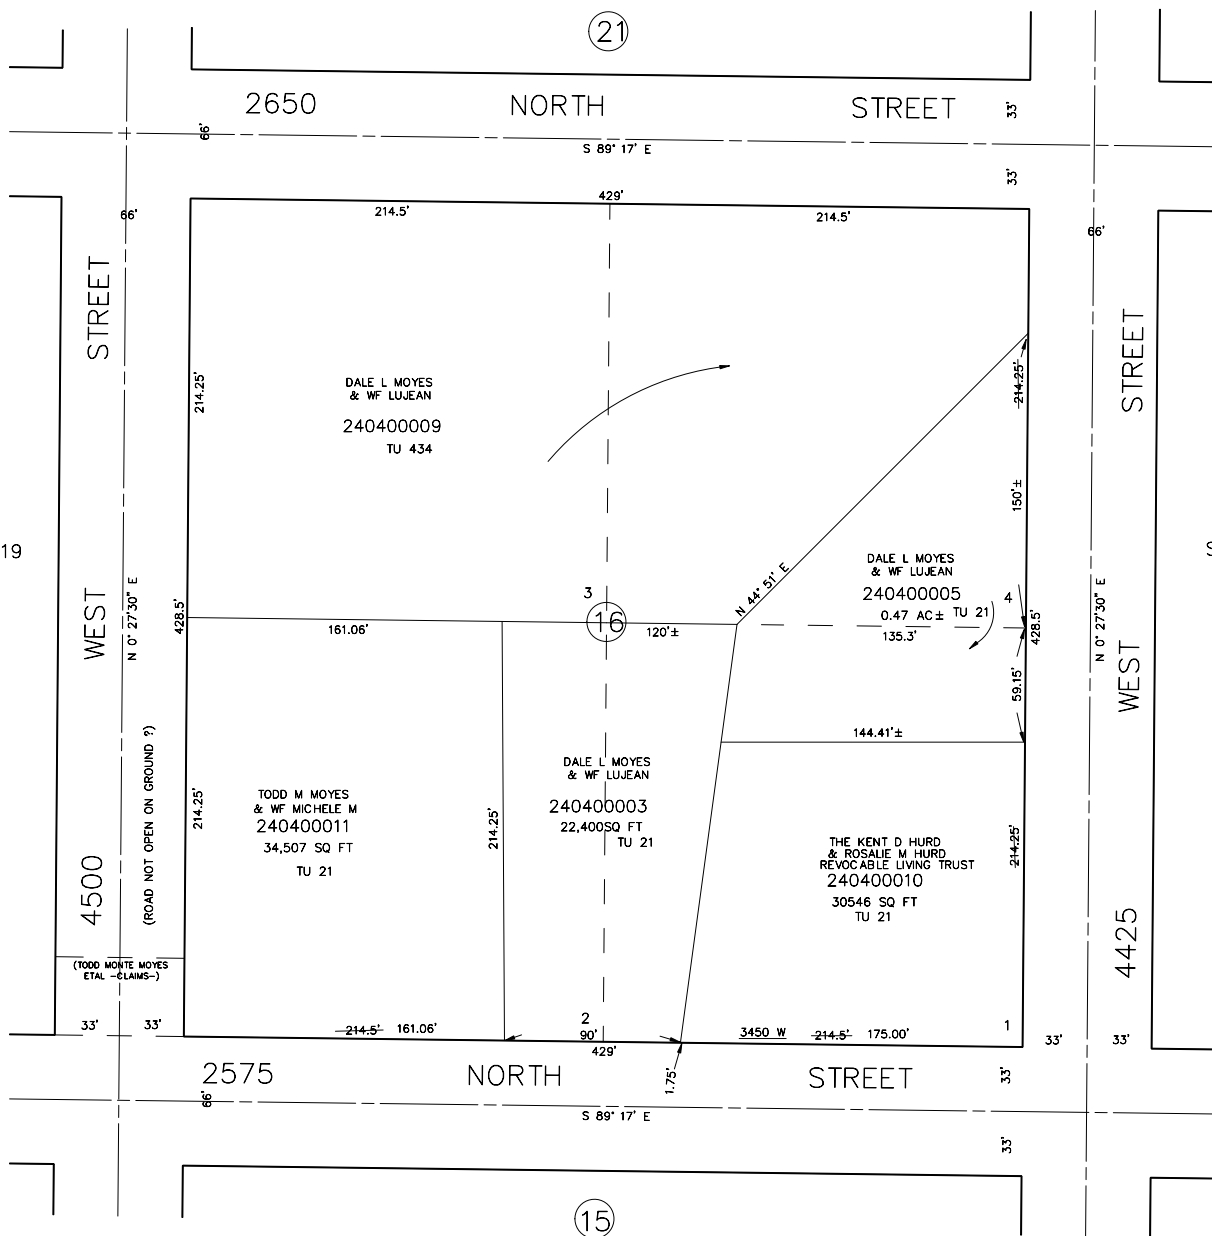 21
2650 NORTH STREET
33'
66'
S 89° 17' E
33'
429'
66'
214.5'
214.5'
66'
STREET
STREET
214.25'
214.25'
DALE L MOYES
& WF LUJEAN
240400009
TU 434
150'±
19
S
DALE L MOYES
& WF LUJEAN
240400005
0.47 AC± TU 21
135.3'
4
N 44° 51' E
3
16
WEST
N 0° 27'30" E
428.5'
161.06'
120'±
428.5'
N 0° 27'30" E
WEST
59.15'
144.41'±
(ROAD NOT OPEN ON GROUND ?)
DALE L MOYES
& WF LUJEAN
240400003
22,400SQ FT
TU 21
TODD M MOYES
& WF MICHELE M
240400011
34,507 SQ FT
TU 21
214.25'
214.25'
214.25'
THE KENT D HURD
& ROSALIE M HURD
REVOCABLE LIVING TRUST
240400010
30546 SQ FT
TU 21
4500
4425
(TODD MONTE MOYES
ETAL -CLAIMS-)
33' 33'
214.5' 161.06'
2
90'
429'
3450 W 214.5' 175.00'
1
33' 33'
1.75'
2575 NORTH STREET
33'
66'
S 89° 17' E
33'
15